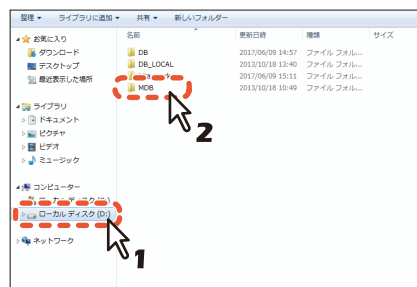 整理 ▾ ライブラリに追加 ▾ 共有 ▾ 新しいフォルダー
名前 更新日時 種類 サイズ
お気に入り
ダウンロード
デスクトップ
最近表示した場所
ライブラリ
ドキュメント
ピクチャ
ビデオ
ミュージック
コンピューター
ローカル ディスク (D:)
ネットワーク
DB 2017/06/09 14:57 ファイル フォル...
DB_LOCAL 2013/10/18 13:40 ファイル フォル...
2017/06/09 15:11 ファイル フォル...
MDB 2013/10/18 10:49 ファイル フォル...
2
1